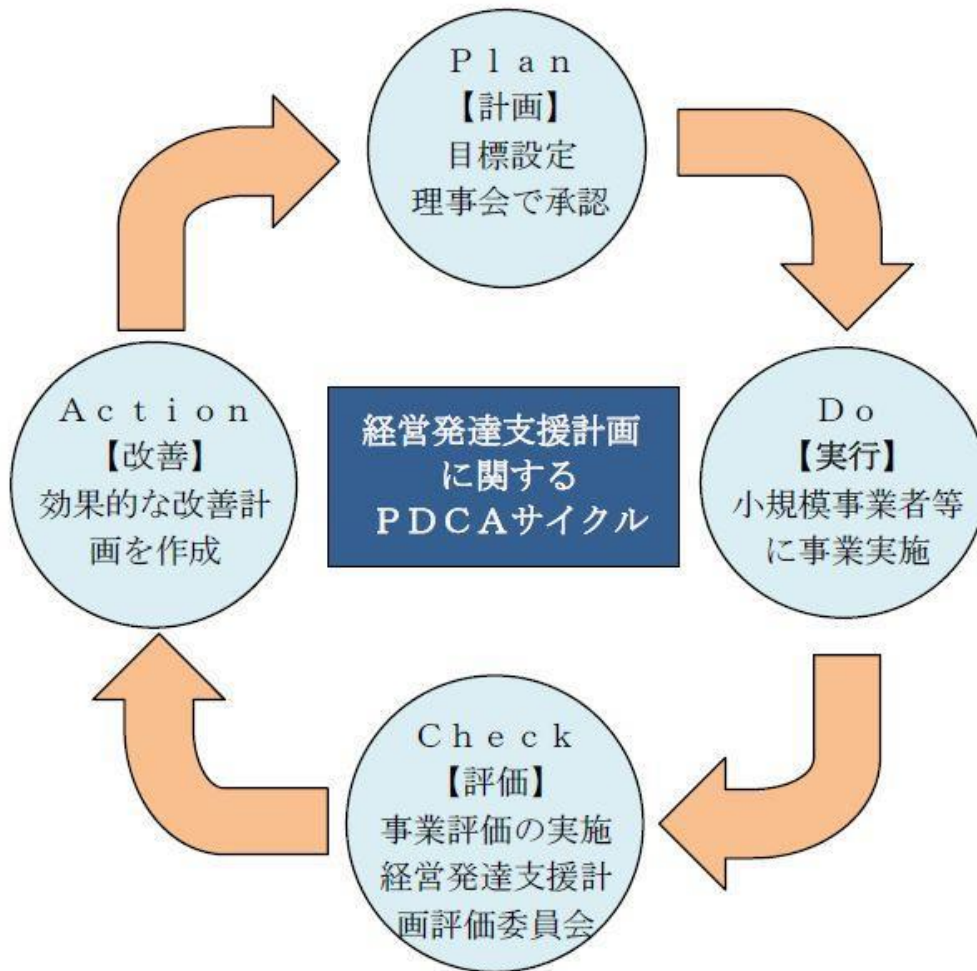 Ｐｌａｎ
【計画】
目標設定
理事会で承認
Ｄｏ
【実行】
小規模事業者等
に事業実施
Ｃｈｅｃｋ
【評価】
事業評価の実施
経営発達支援計
画評価委員会
Ａｃｔｉｏｎ
【改善】
効果的な改善計
画を作成
経営発達支援計画
に関する
ＰＤＣＡサイクル